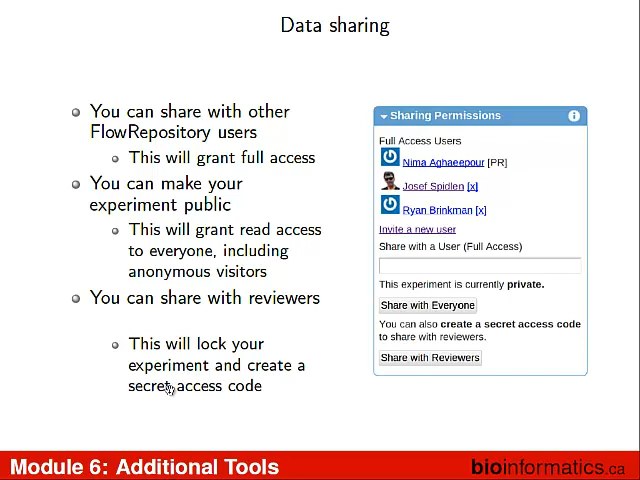 Data sharing
You can share with other
FlowRepository users
This will grant full access
You can make your
experiment public
This will grant read access
to everyone, including
anonymous visitors
You can share with reviewers
This will lock your
experiment and create a
secret access code
Sharing Permissions
Full Access Users
Nima Aghaeepour [PR]
Josef Spidlen [x]
Ryan Brinkman [x]
Invite a new user
Share with a User (Full Access)
This experiment is currently private.
Share with Everyone
You can also create a secret access code
to share with reviewers.
Share with Reviewers
Module 6: Additional Tools
bioinformatics.ca